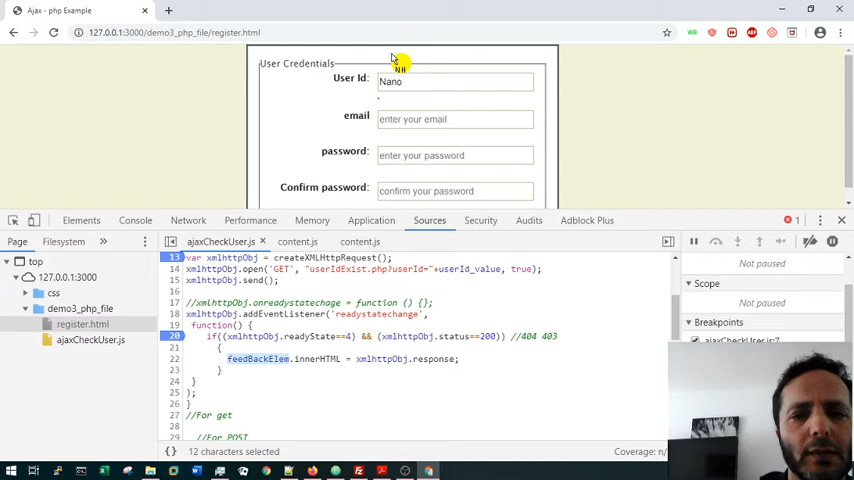 Ajax - php Example
127.0.0.1:3000/demo3_php_file/register.html
User Credentials
User Id:
Nano
email
enter your email
password:
enter your password
Confirm password:
confirm your password
Elements Console Network Performance Memory Application Sources Security Audits Adblock Plus 1
Page Filesystem
ajaxCheckUser.js content.js content.js
top
127.0.0.1:3000
css
demo3_php_file
register.html
ajaxCheckUser.js
13 var xmlhttpObj = createXMLHttpRequest();
14 xmlhttpObj.open('GET', "userIdExist.php?userId="+userId_value, true);
15 xmlhttpObj.send();
16
17 //xmlhttpObj.onreadystatechage = function () {};
18 xmlhttpObj.addEventListener('readystatechange',
19 function() {
20 if((xmlhttpObj.readyState==4) && (xmlhttpObj.status==200)) //404 403
21 {
22 feedBackElem.innerHTML = xmlhttpObj.response;
23 }
24 }
25 );
26 }
27 //For get
28
29 //For POST
{} 12 characters selected
Coverage: n/
Not paused
Scope
Not paused
Breakpoints
ajaxCheckUser.js:7